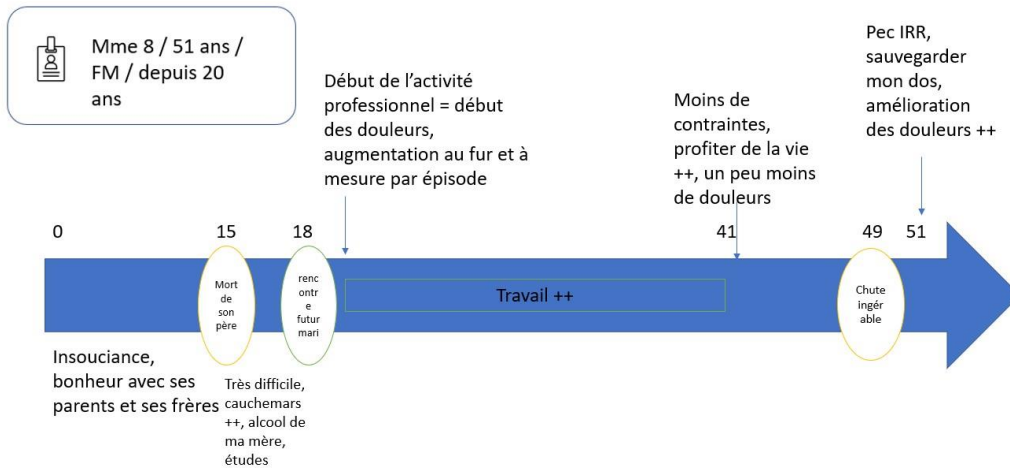 Mme 8 / 51 ans /
FM / depuis 20
ans
Début de l'activité
professionnel = début
des douleurs,
augmentation au fur et à
mesure par épisode
Moins de
contraintes,
profiter de la vie
++, un peu moins
de douleurs
Pec IRR,
sauvegarder
mon dos,
amélioration
des douleurs ++
0
15
18
41
49
51
Mort
de
son
père
renc
ontr
e
futur
mari
Travail ++
Chute
ingér
able
Insouciance,
bonheur avec ses
parents et ses frères
Très difficile,
cauchemars
++, alcool de
ma mère,
études